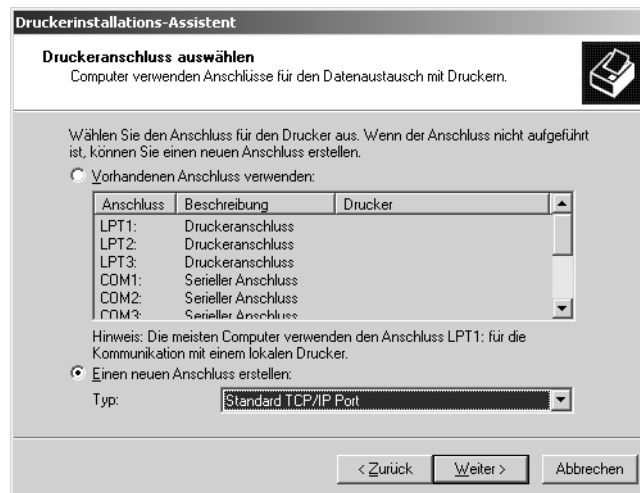 Druckerinstallations-Assistent
Druckeranschluss auswählen
Computer verwenden Anschlüsse für den Datenaustausch mit Druckern.
Wählen Sie den Anschluss für den Drucker aus. Wenn der Anschluss nicht aufgeführt
ist, können Sie einen neuen Anschluss erstellen.
Vorhandenen Anschluss verwenden:
Anschluss Beschreibung Drucker
LPT1: Druckeranschluss
LPT2: Druckeranschluss
LPT3: Druckeranschluss
COM1: Serieller Anschluss
COM2: Serieller Anschluss
COM3: Serieller Anschluss
Hinweis: Die meisten Computer verwenden den Anschluss LPT1: für die
Kommunikation mit einem lokalen Drucker.
Einen neuen Anschluss erstellen:
Typ: Standard TCP/IP Port
< Zurück Weiter > Abbrechen